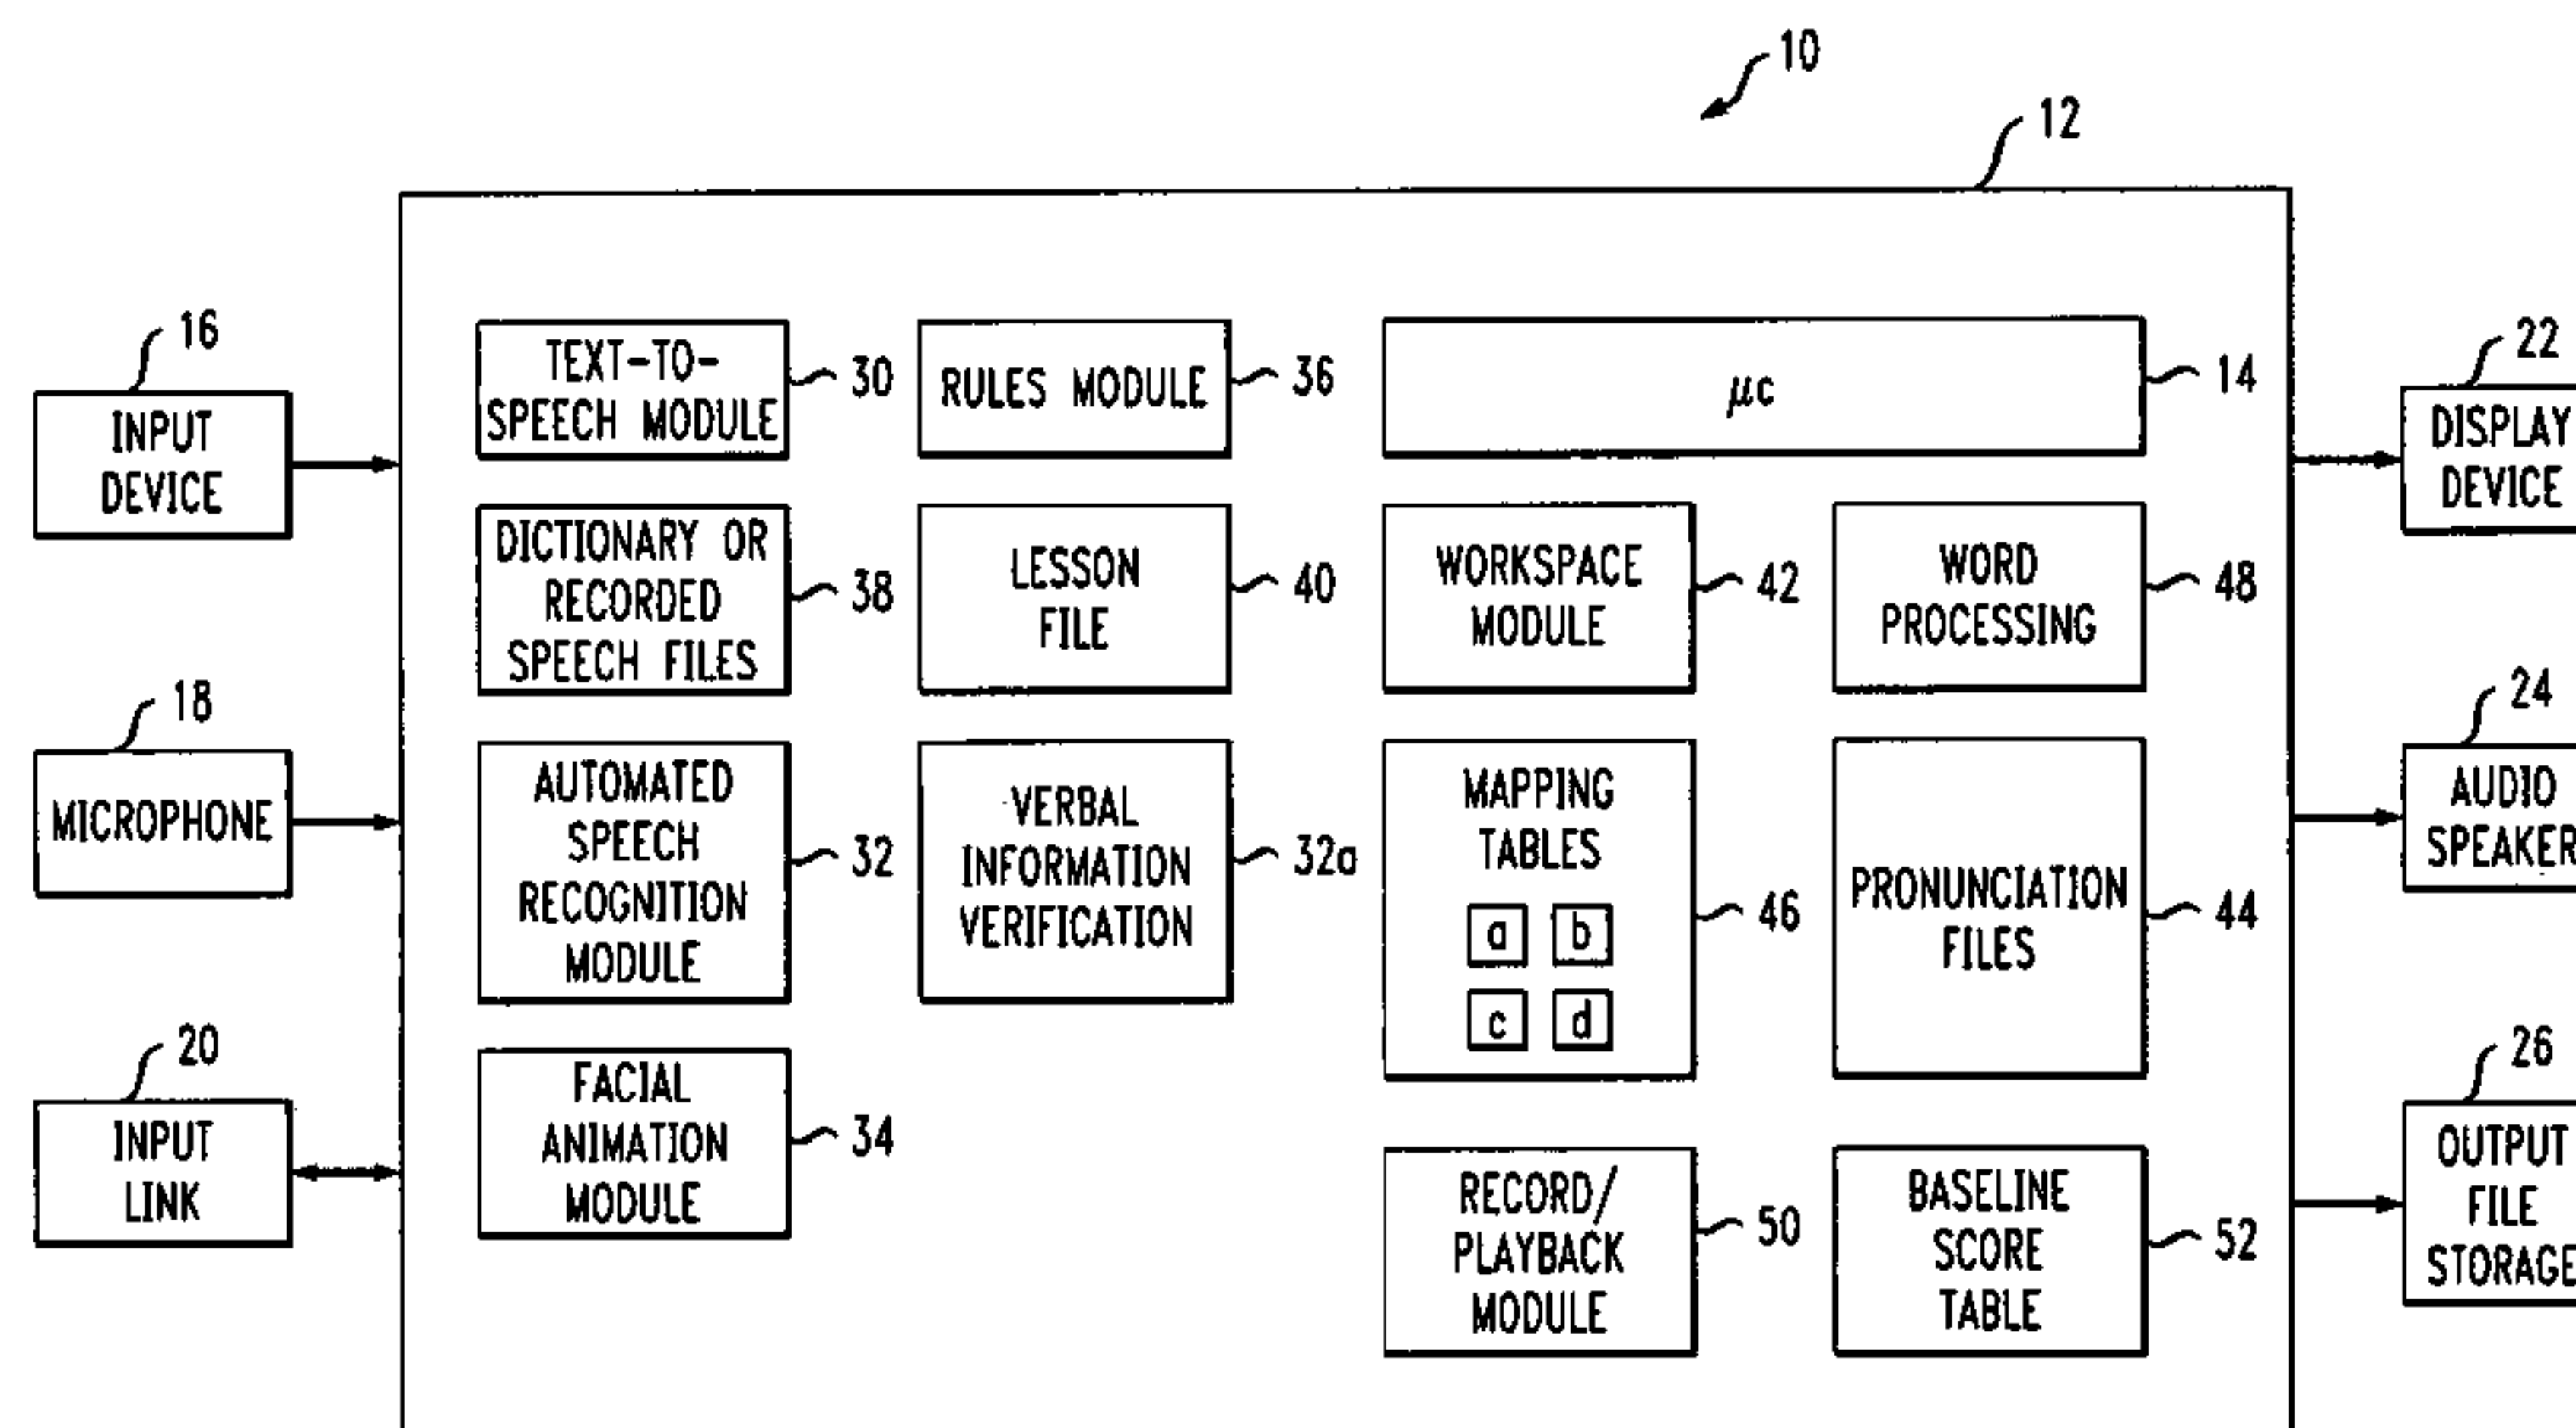 10
12
16
INPUT
DEVICE
18
MICROPHONE
20
INPUT
LINK
TEXT-TO-
SPEECH MODULE
30
RULES MODULE
36
μc
14
DICTIONARY OR
RECORDED
SPEECH FILES
38
LESSON
FILE
40
WORKSPACE
MODULE
42
WORD
PROCESSING
48
AUTOMATED
SPEECH
RECOGNITION
MODULE
32
VERBAL
INFORMATION
VERIFICATION
32a
MAPPING
TABLES
a b
c d
46
PRONUNCIATION
FILES
44
FACIAL
ANIMATION
MODULE
34
RECORD/
PLAYBACK
MODULE
50
BASELINE
SCORE
TABLE
52
22
DISPLAY
DEVICE
24
AUDIO
SPEAKER
26
OUTPUT
FILE
STORAGE